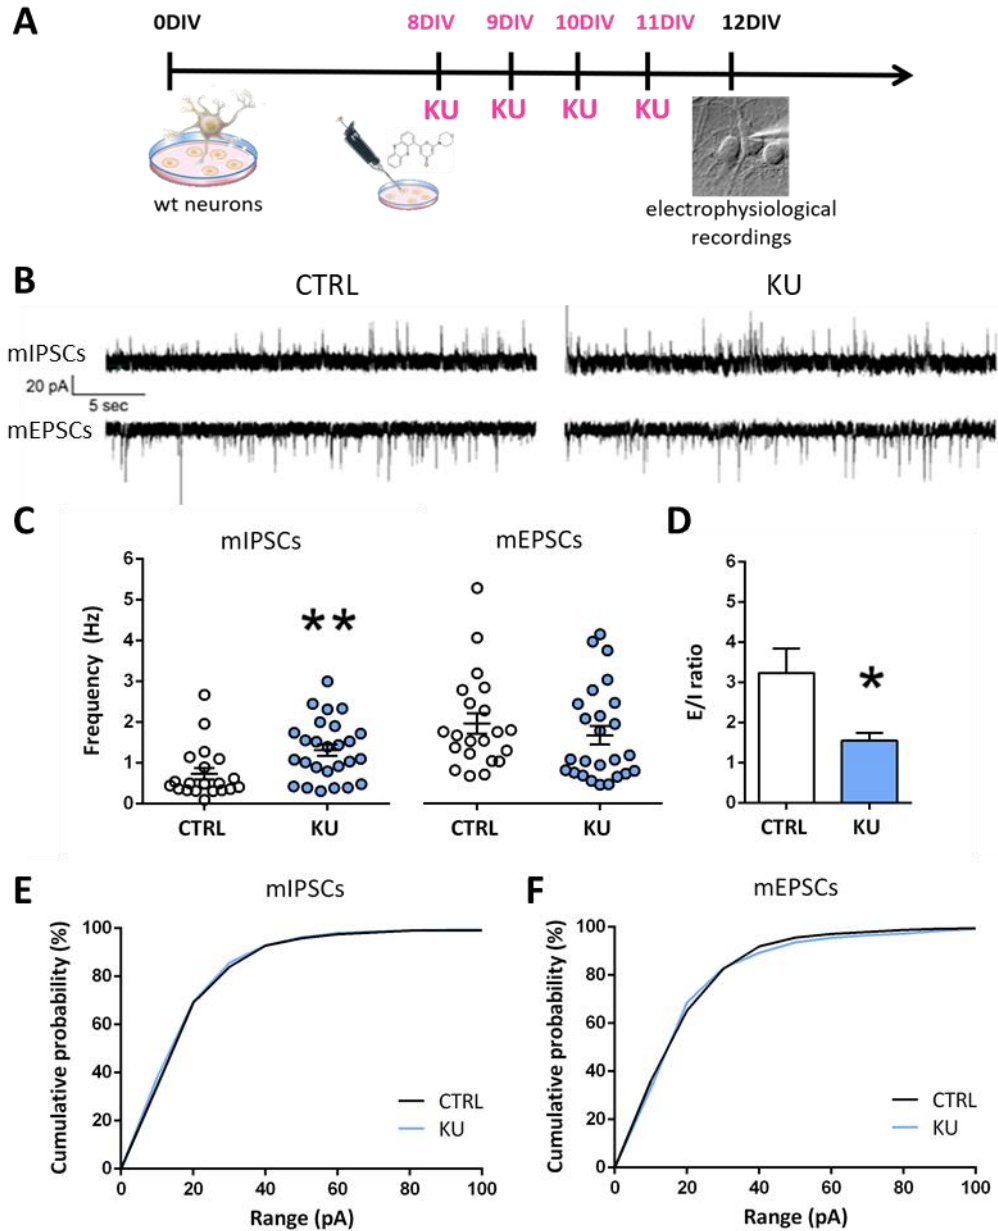 A
0DIV 8DIV 9DIV 10DIV 11DIV 12DIV
KU KU KU KU
wt neurons
electrophysiological
recordings
B
CTRL KU
mIPSCs
20 pA
5 sec
mEPSCs
C
mIPSCs mEPSCs
Frequency (Hz)
6
5
4
3
2
1
0
**
CTRL KU CTRL KU
D
E/I ratio
6
5
4
3
2
1
0
*
CTRL KU
E
mIPSCs
Cumulative probability (%)
100
80
60
40
20
0
CTRL
KU
0 20 40 60 80 100
Range (pA)
F
mEPSCs
Cumulative probability (%)
100
80
60
40
20
0
CTRL
KU
0 20 40 60 80 100
Range (pA)